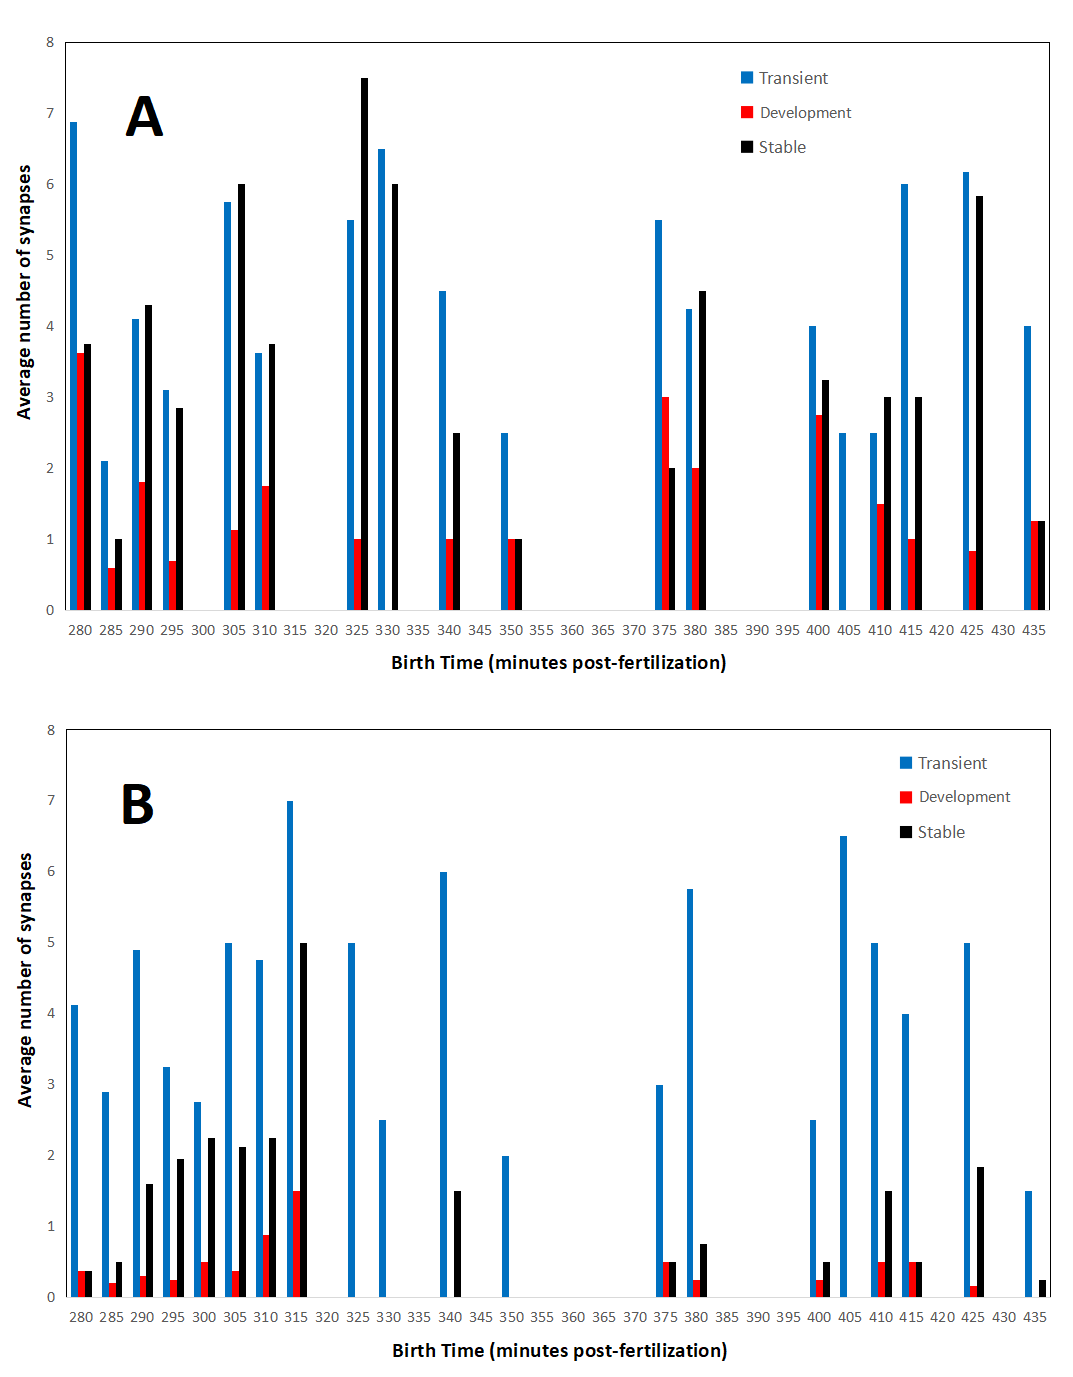 8
7
6
5
4
3
2
1
0
Average number of synapses
A
Transient
Development
Stable
280 285 290 295 300 305 310 315 320 325 330 335 340 345 350 355 360 365 370 375 380 385 390 395 400 405 410 415 420 425 430 435
Birth Time (minutes post-fertilization)
8
7
6
5
4
3
2
1
0
Average number of synapses
B
Transient
Development
Stable
280 285 290 295 300 305 310 315 320 325 330 335 340 345 350 355 360 365 370 375 380 385 390 395 400 405 410 415 420 425 430 435
Birth Time (minutes post-fertilization)